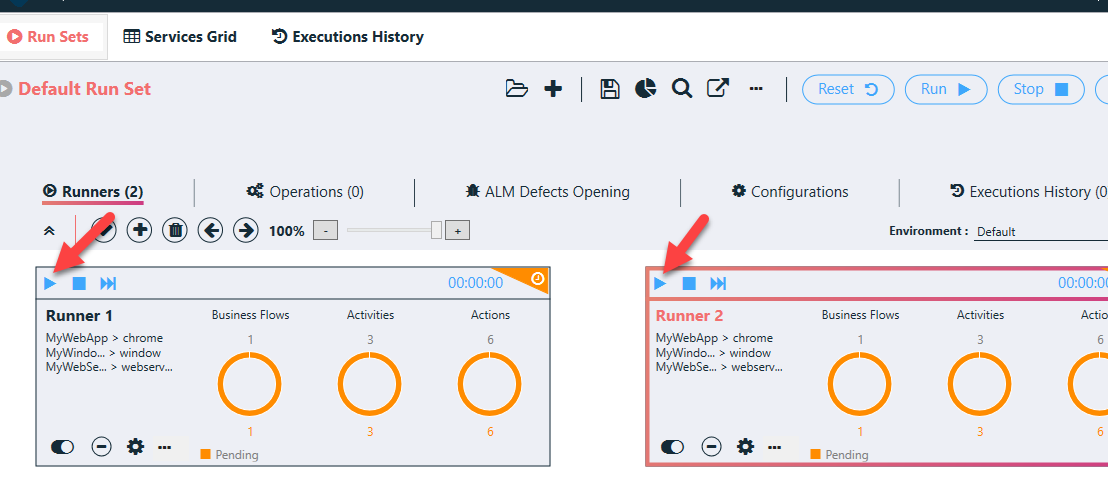 Run Sets
Services Grid
Executions History
Default Run Set
Reset
Run
Stop
Runners (2)
Operations (0)
ALM Defects Opening
Configurations
Executions History (0
100%
-
+
Environment :
Default
00:00:00
Runner 1
MyWebApp > chrome
MyWindo... > window
MyWebSe... > webserv...
Business Flows
Activities
Actions
1
3
6
1
3
6
Pending
00:00:0
Runner 2
MyWebApp > chrome
MyWindo... > window
MyWebSe... > webserv...
Business Flows
Activities
Actio
1
3
6
1
3
6
Pending